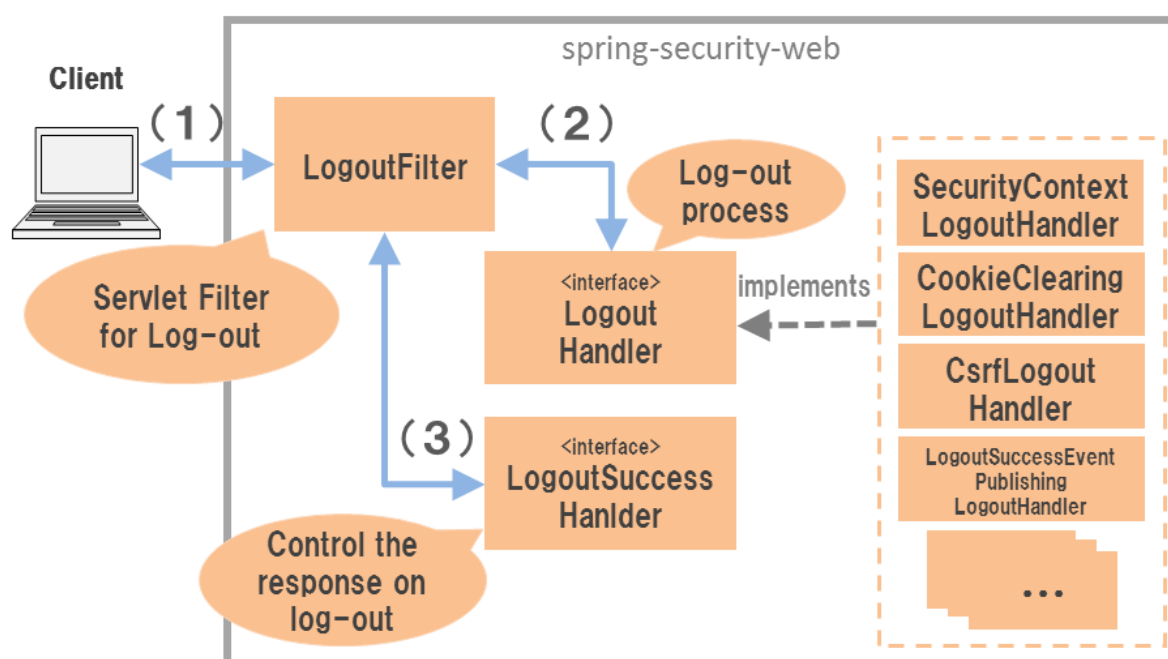 spring-security-web
Client
（1）
（2）
LogoutFilter
Log-out
process
SecurityContext
LogoutHandler
Servlet Filter
for Log-out
<interface>
Logout
Handler
implements
CookieClearing
LogoutHandler
CsrfLogout
Handler
（3）
<interface>
LogoutSuccess
Hanlder
LogoutSuccessEvent
Publishing
LogoutHandler
Control the
response on
log-out
...